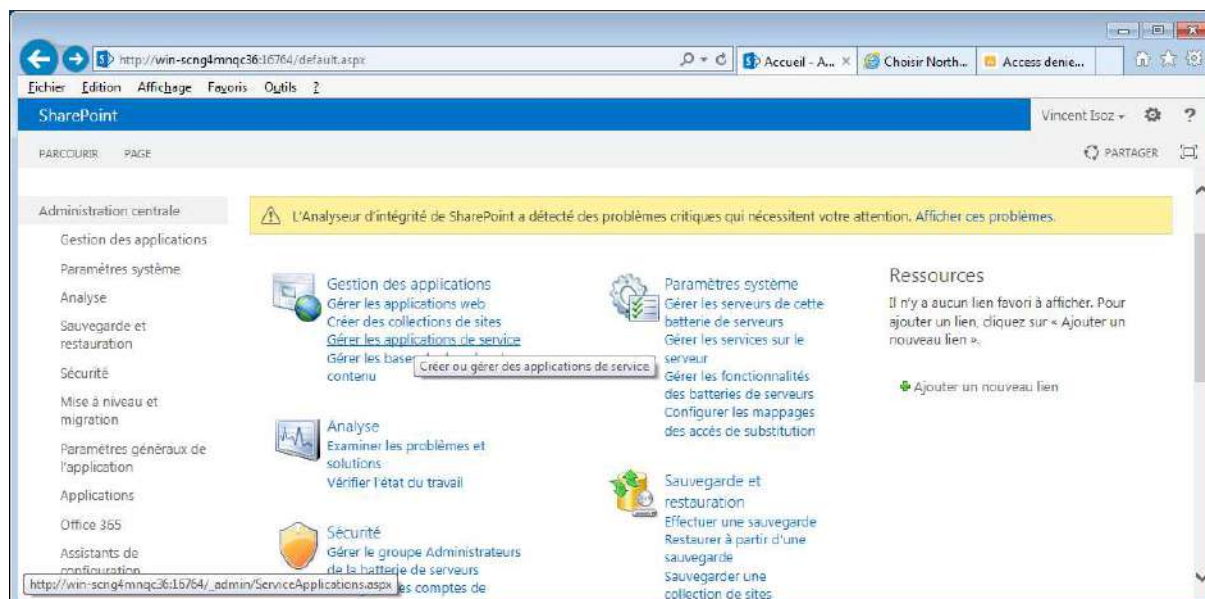 http://win-scng4mnqc36:16764/default.aspx
Accueil - A...
Choisir North...
Access denie...
Fichier Edition Affichage Favoris Outils ?
SharePoint
Vincent Isoz
?
PARCOURIR PAGE
PARTAGER
Administration centrale
Gestion des applications
Paramètres système
Analyse
Sauvegarde et
restauration
Sécurité
Mise à niveau et
migration
Paramètres généraux de
l'application
Applications
Office 365
Assistants de
configuration
http://win-scng4mnqc36:16764/_admin/ServiceApplications.aspx
L'Analyseur d'intégrité de SharePoint a détecté des problèmes critiques qui nécessitent votre attention. Afficher ces problèmes.
Gestion des applications
Gérer les applications web
Créer des collections de sites
Gérer les applications de service
Gérer les bases
contenu
Créer ou gérer des applications de service
Analyse
Examiner les problèmes et
solutions
Vérifier l'état du travail
Sécurité
Gérer le groupe Administrateurs
de la batterie de serveurs
es comptes de
Paramètres système
Gérer les serveurs de cette
batterie de serveurs
Gérer les services sur le
serveur
Gérer les fonctionnalités
des batteries de serveurs
Configurer les mappages
des accès de substitution
Sauvegarde et
restauration
Effectuer une sauvegarde
Restaurer à partir d'une
sauvegarde
Sauvegarder une
collection de sites
Ressources
Il n'y a aucun lien favori à afficher. Pour
ajouter un lien, cliquez sur « Ajouter un
nouveau lien ».
Ajouter un nouveau lien